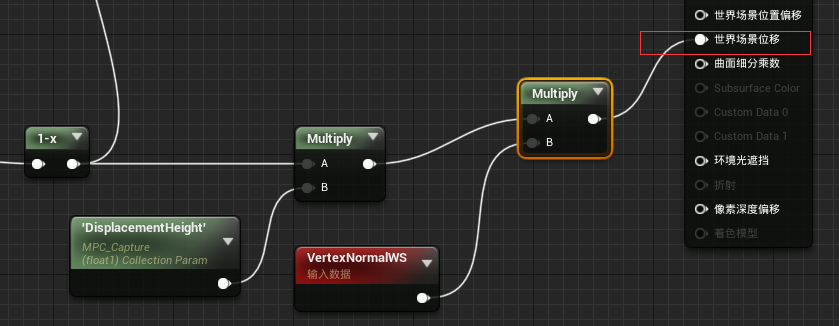 1-x
'DisplacementHeight'
MPC_Capture
(float1) Collection Param
Multiply
A
B
VertexNormalWS
输入数据
Multiply
A
B
世界场景位置偏移
世界场景位移
曲面细分乘数
Subsurface Color
Custom Data 0
Custom Data 1
环境光遮挡
折射
像素深度偏移
着色模型